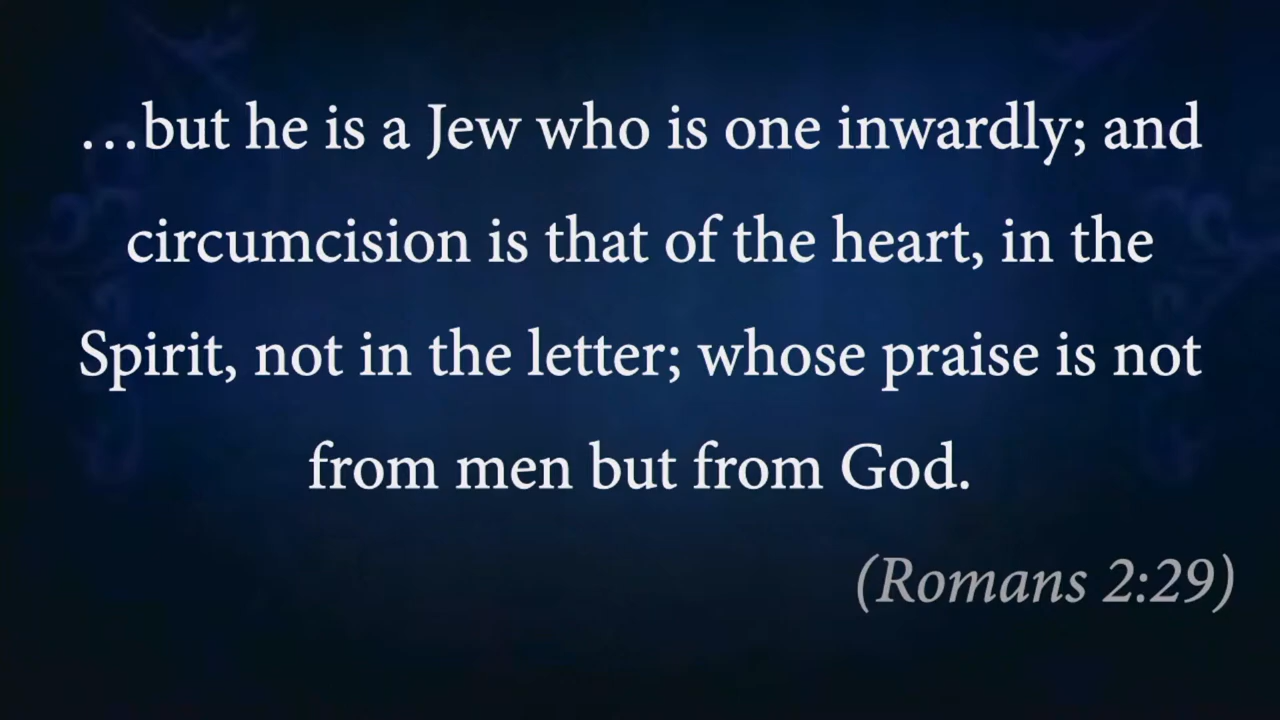 …but he is a Jew who is one inwardly; and
circumcision is that of the heart, in the
Spirit, not in the letter; whose praise is not
from men but from God.
(Romans 2:29)